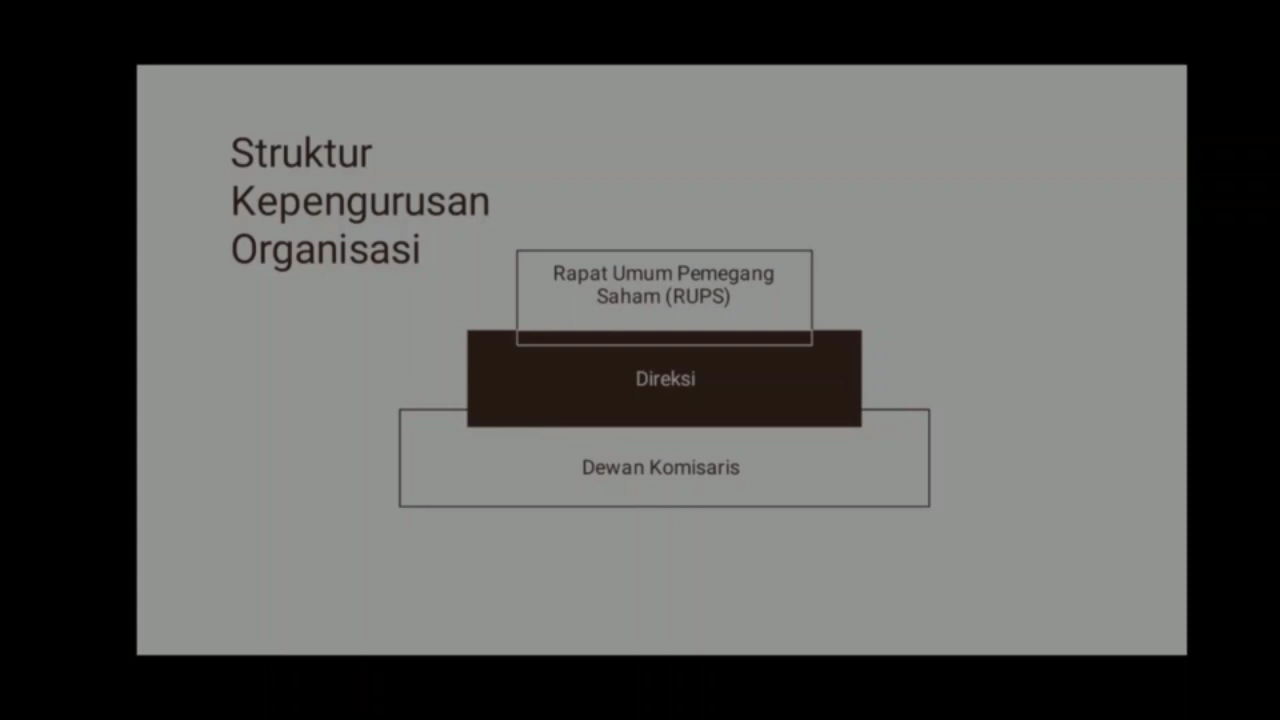 Struktur
Kepengurusan
Organisasi
Rapat Umum Pemegang
Saham (RUPS)
Direksi
Dewan Komisaris